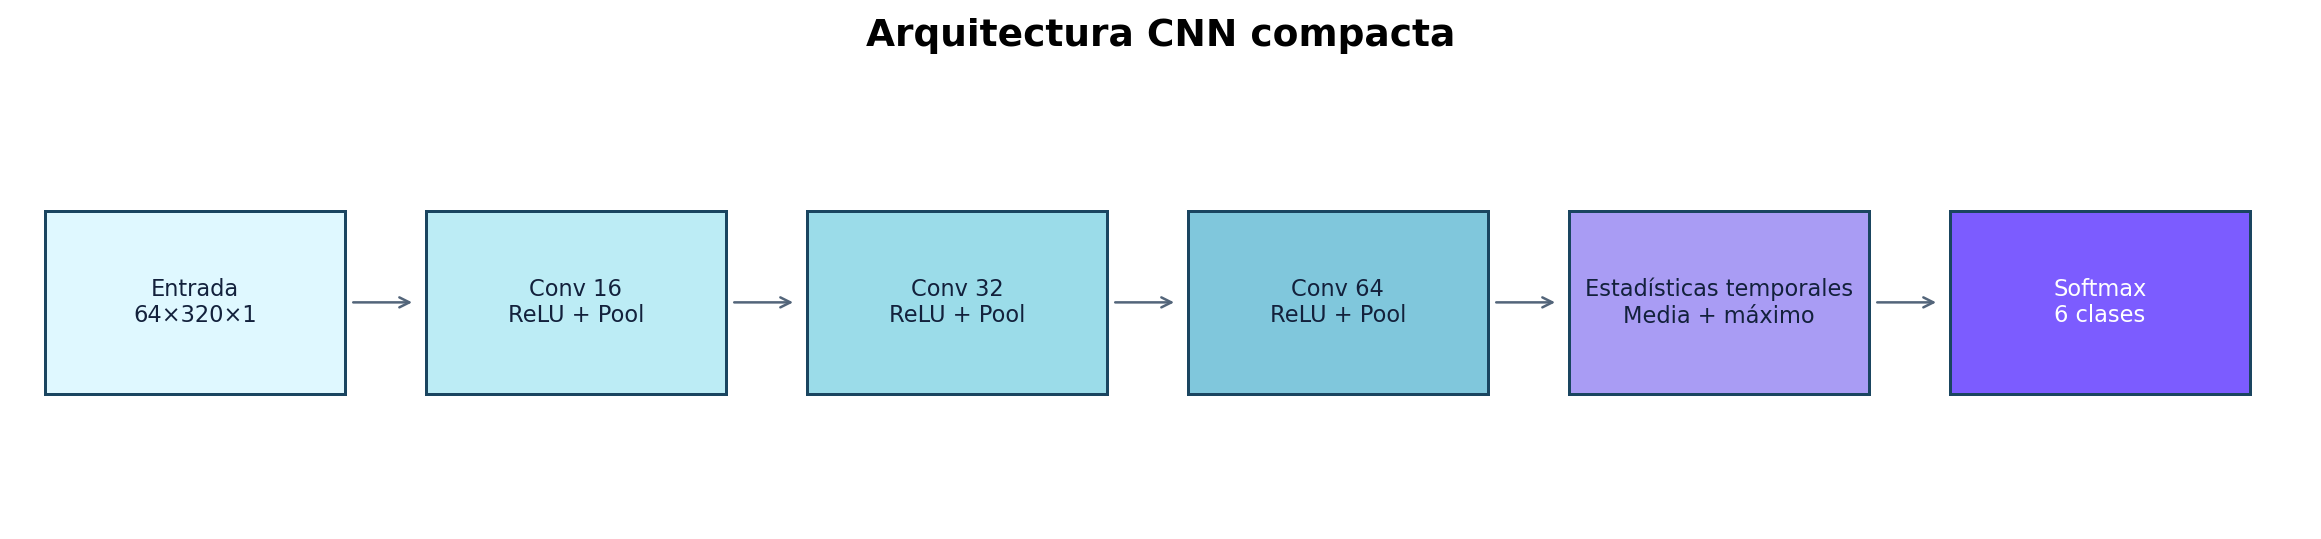 Arquitectura CNN compacta
Entrada
64×320×1
Conv 16
ReLU + Pool
Conv 32
ReLU + Pool
Conv 64
ReLU + Pool
Estadísticas temporales
Media + máximo
Softmax
6 clases